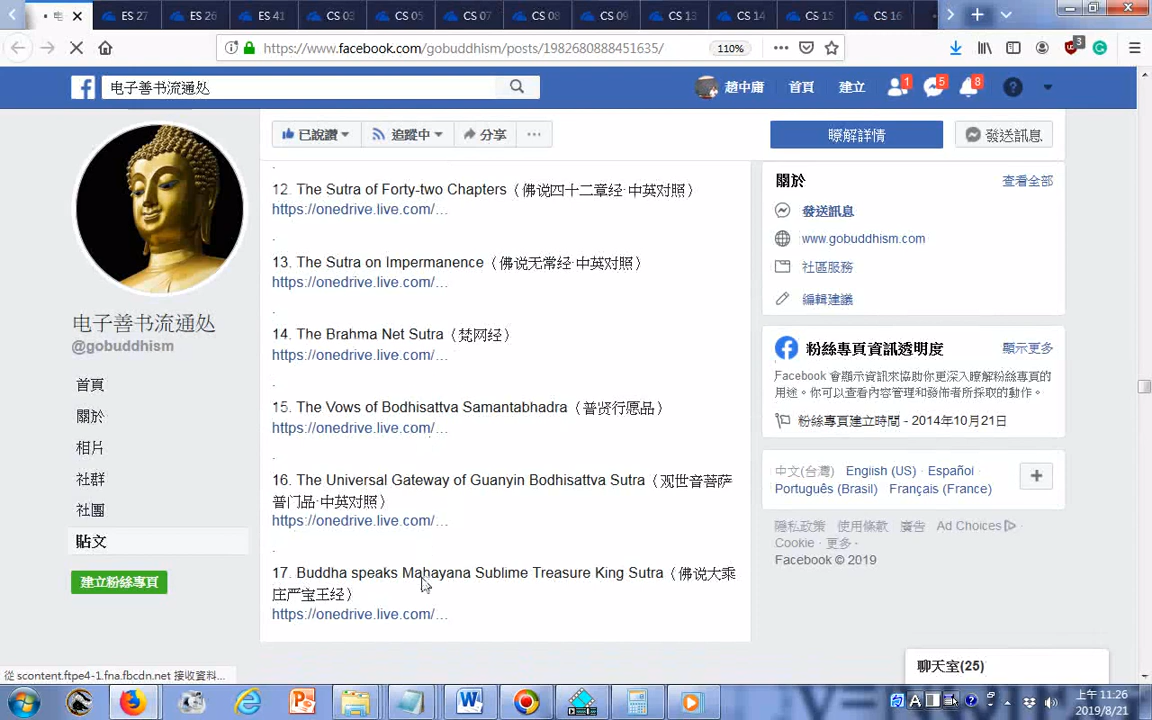 ES 27
ES 26
ES 41
CS 03
CS 05
CS 07
CS 08
CS 09
CS 13
CS 14
CS 15
CS 16
https://www.facebook.com/gobuddhism/posts/1982680888451635/
110%
3
电子善书流通处
趙中庸
首頁
建立
1
5
8
已說讚
追蹤中
分享
瞭解詳情
發送訊息
电子善书流通处
@gobuddhism
首頁
關於
相片
社群
社團
貼文
建立粉絲專頁
.
12. The Sutra of Forty-two Chapters（佛说四十二章经·中英对照）
https://onedrive.live.com/...
.
13. The Sutra on Impermanence（佛说无常经·中英对照）
https://onedrive.live.com/...
.
14. The Brahma Net Sutra（梵网经）
https://onedrive.live.com/...
.
15. The Vows of Bodhisattva Samantabhadra（普贤行愿品）
https://onedrive.live.com/...
.
16. The Universal Gateway of Guanyin Bodhisattva Sutra（观世音菩萨
普门品·中英对照）
https://onedrive.live.com/...
.
17. Buddha speaks Mahayana Sublime Treasure King Sutra（佛说大乘
庄严宝王经）
https://onedrive.live.com/...
關於
查看全部
發送訊息
www.gobuddhism.com
社區服務
編輯建議
粉絲專頁資訊透明度
顯示更多
Facebook 會顯示資訊來協助你更深入瞭解粉絲專頁的
用途。你可以查看內容管理和發佈者所採取的動作。
粉絲專頁建立時間 - 2014年10月21日
中文(台灣) · English (US) · Español ·
Português (Brasil) · Français (France)
隱私政策 · 使用條款 · 廣告 · Ad Choices ·
Cookie · 更多 ·
Facebook © 2019
聊天室(25)
從 scontent.ftpe4-1.fna.fbcdn.net 接收資料...
上午 11:26
2019/8/21